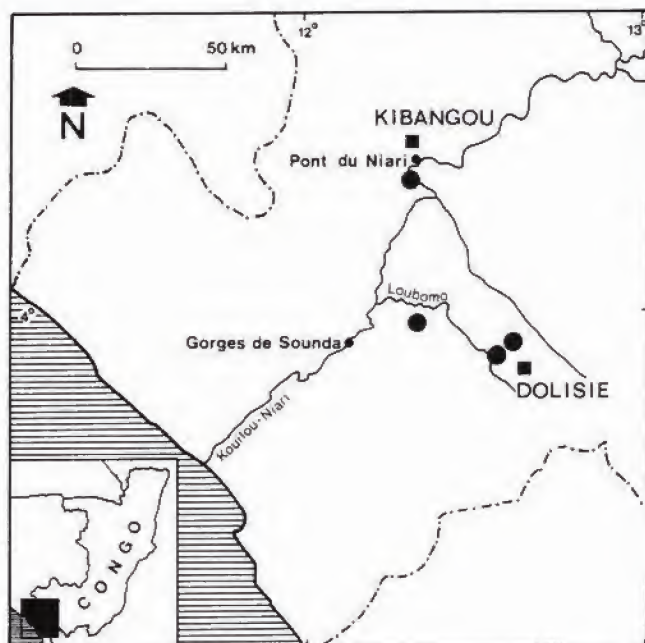 12° 13°
0 50 km
N
KIBANGOU
Pont du Niari
Loubomo
4°
Gorges de Sounda
DOLISIE
Kouilou-Niari
CONGO